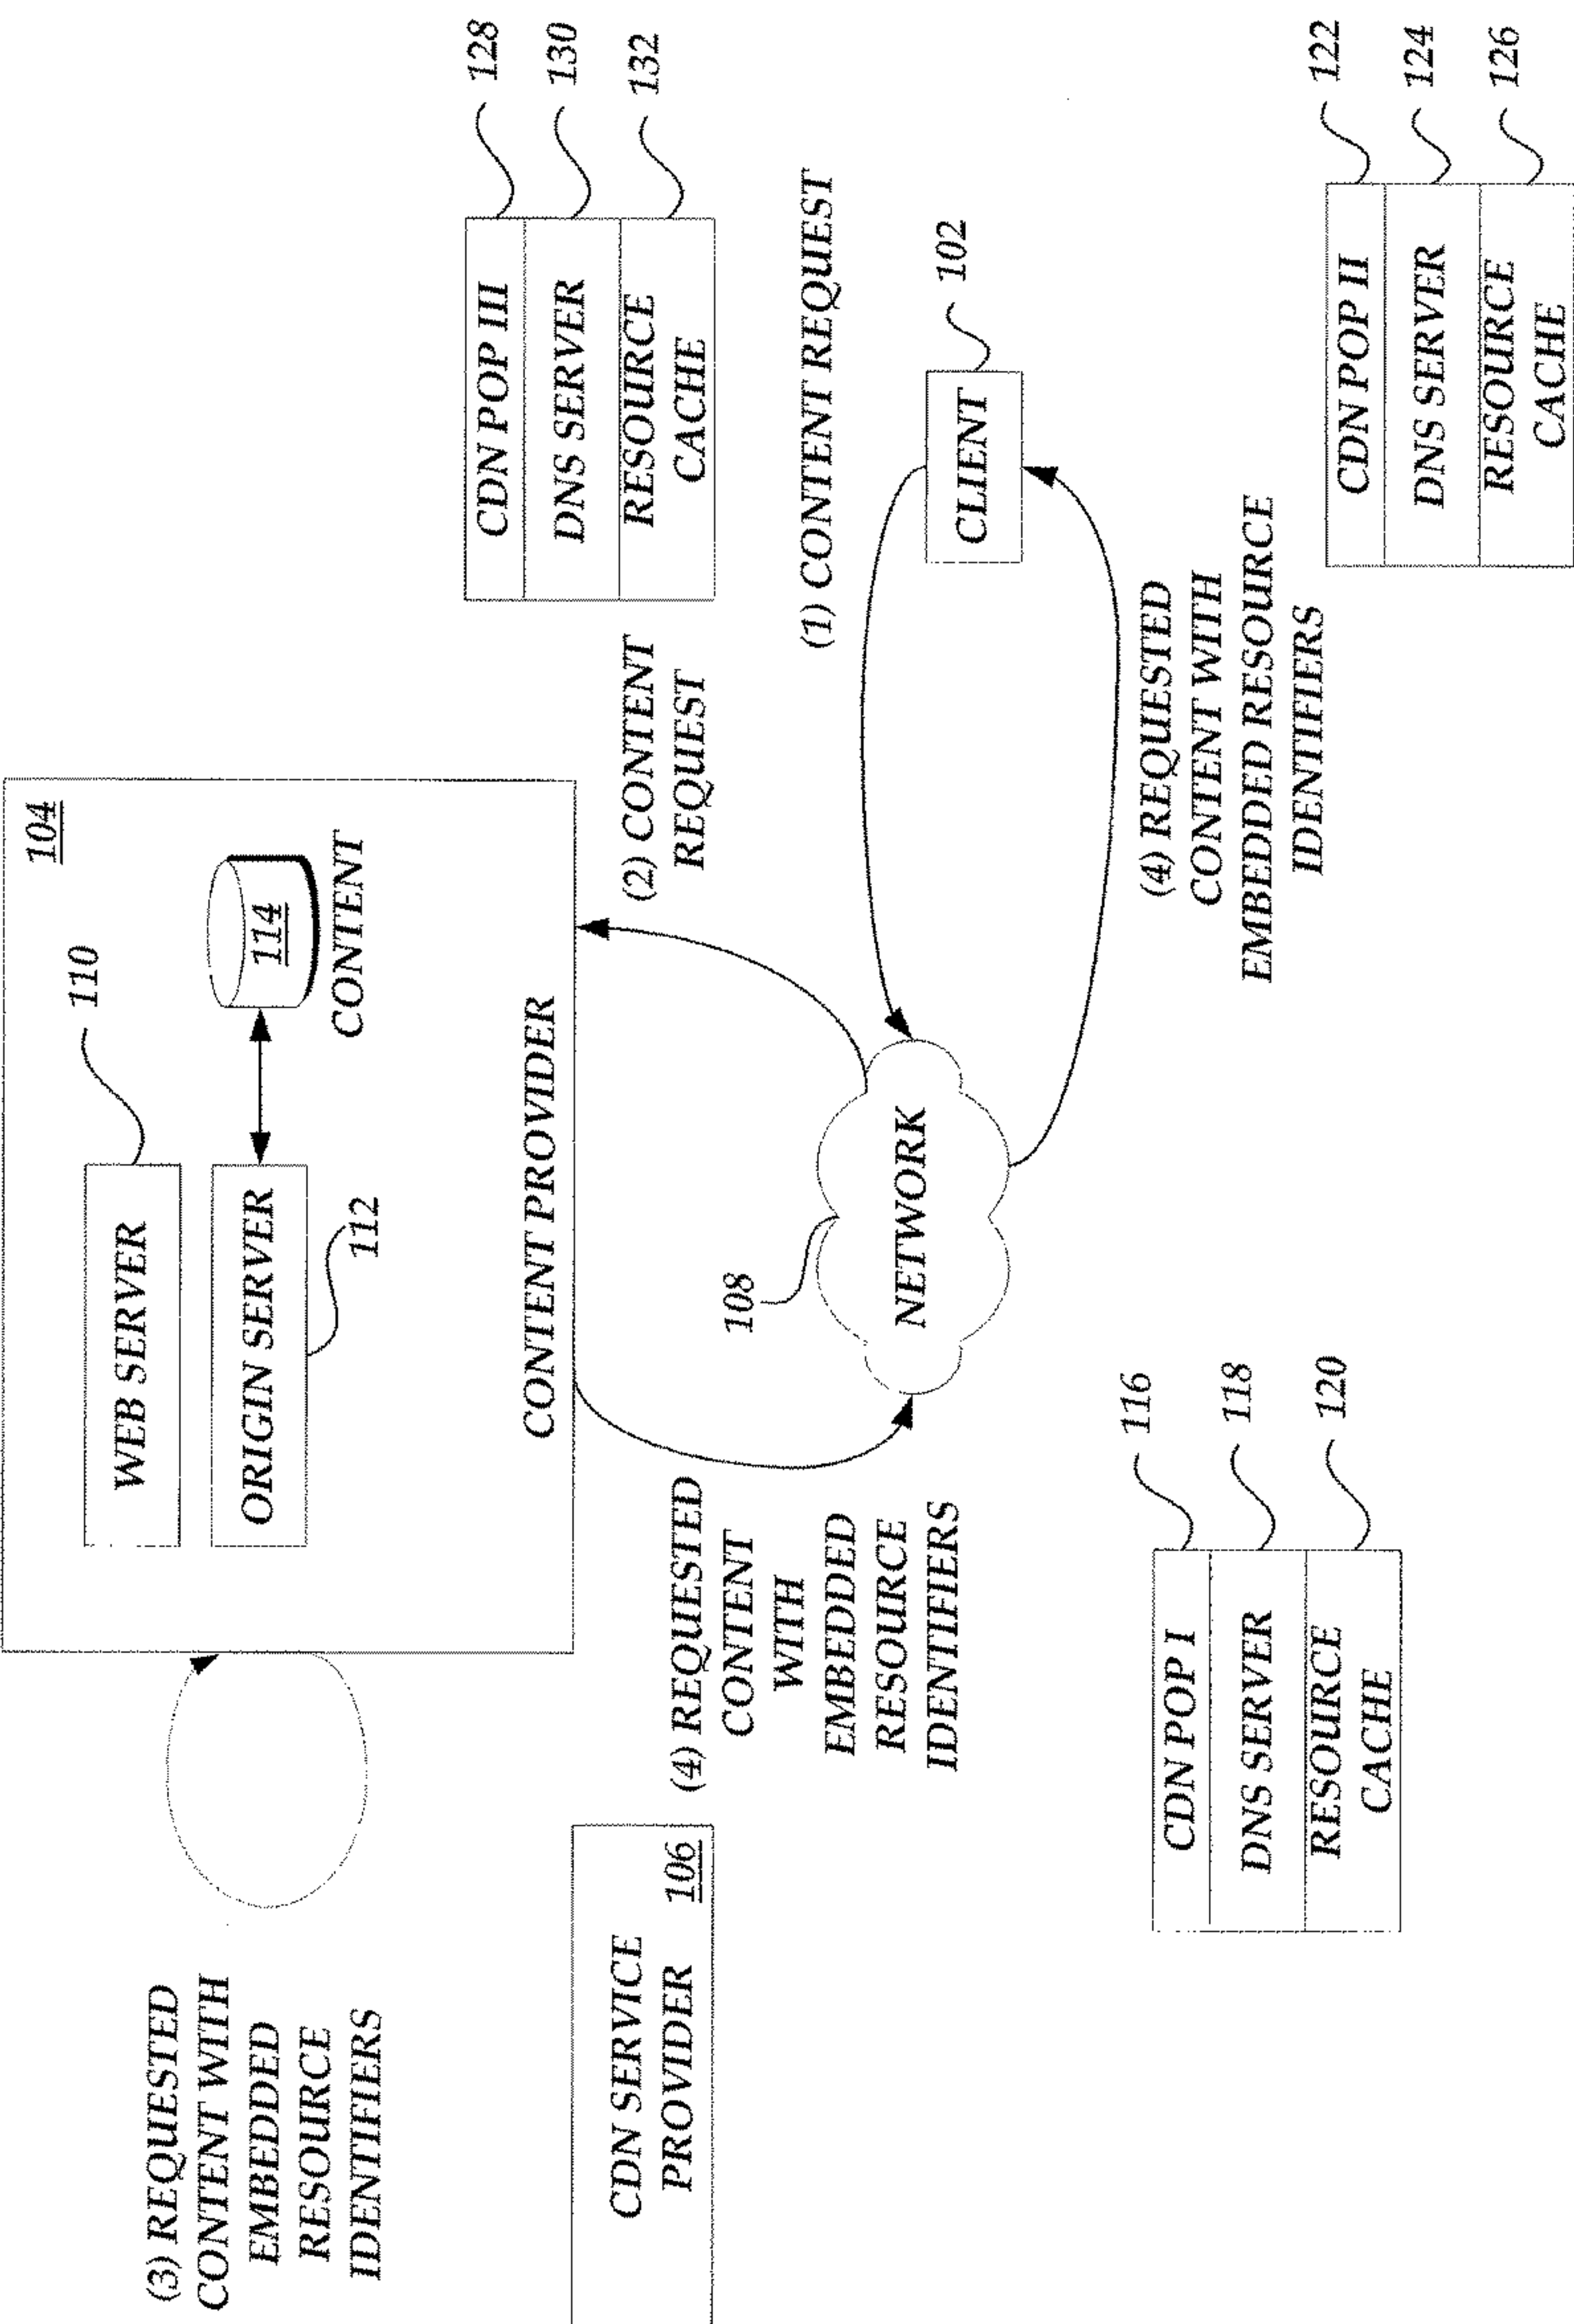 (3) REQUESTED
CONTENT WITH
EMBEDDED
RESOURCE
IDENTIFIERS
104
WEB SERVER
110
ORIGIN SERVER
112
114
CONTENT
CONTENT PROVIDER
CDN SERVICE
PROVIDER
106
(4) REQUESTED
CONTENT
WITH
EMBEDDED
RESOURCE
IDENTIFIERS
108
NETWORK
(2) CONTENT
REQUEST
CDN POP III
128
DNS SERVER
130
RESOURCE
CACHE
132
(1) CONTENT REQUEST
CLIENT
102
(4) REQUESTED
CONTENT WITH
EMBEDDED RESOURCE
IDENTIFIERS
CDN POP I
116
DNS SERVER
118
RESOURCE
CACHE
120
CDN POP II
122
DNS SERVER
124
RESOURCE
CACHE
126